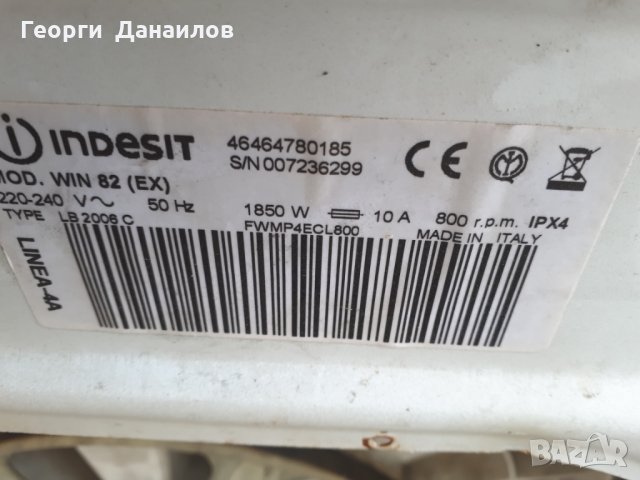 Георги Данаилов
INDESIT 46464780185
S/N 007236299
MOD. WIN 82 (EX)
220-240 V 50 Hz 1850 W 10 A 800 r.p.m. IPX4
TYPE LB 2006 C FWMP4ECL800 MADE IN ITALY
LINEA-4A
BAZAR